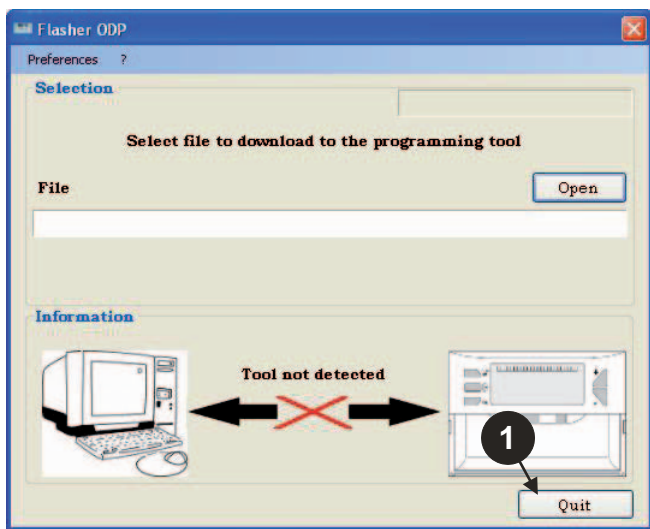 Flasher ODP
Preferences ?
Selection
Select file to download to the programming tool
File
Open
Information
Tool not detected
1
Quit